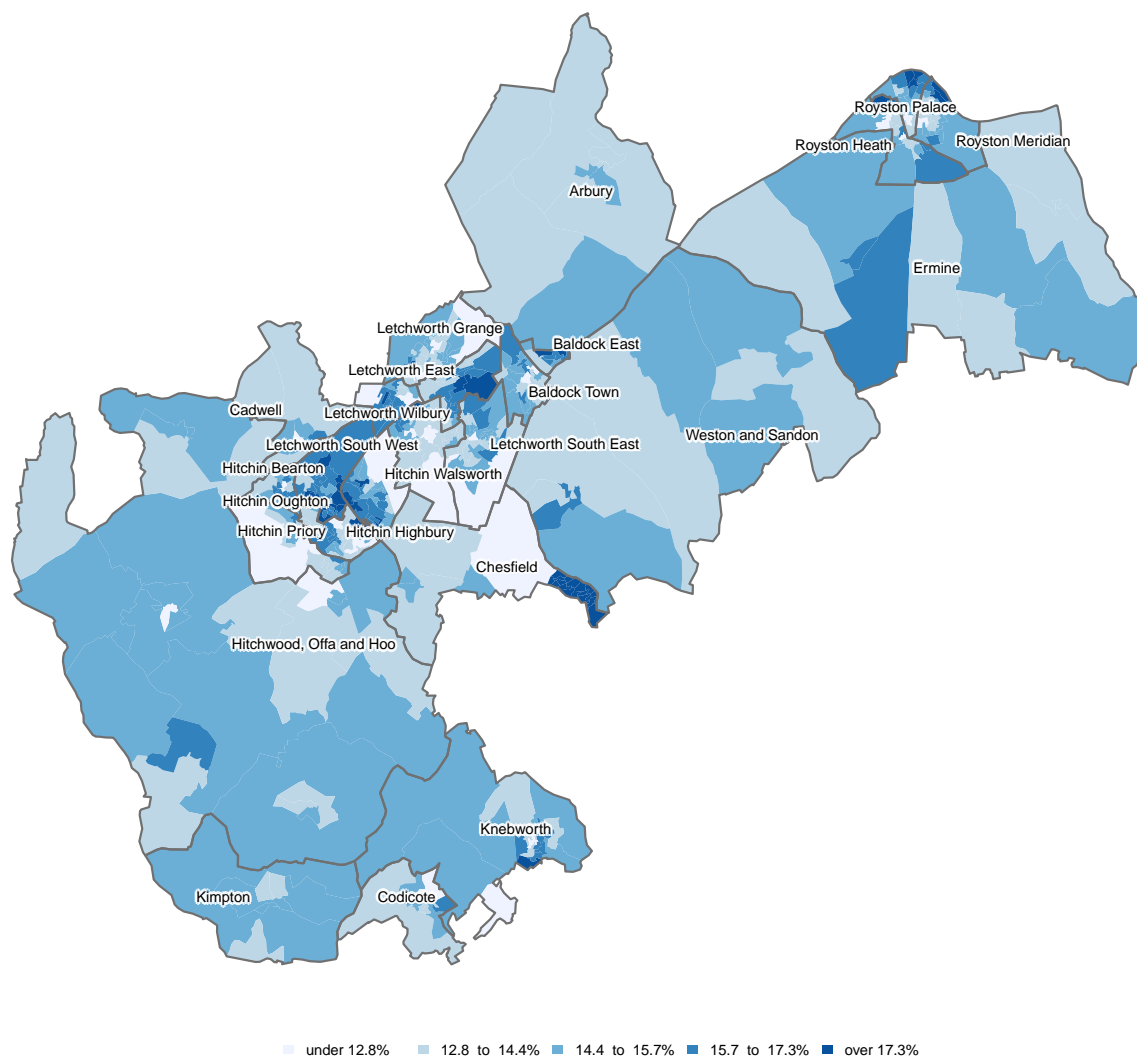 Royston Palace
Royston Heath
Royston Meridian
Arbury
Ermine
Letchworth Grange
Baldock East
Letchworth East
Baldock Town
Cadwell
Letchworth Wilbury
Weston and Sandon
Letchworth South West
Letchworth South East
Hitchin Bearton
Hitchin Walsworth
Hitchin Oughton
Hitchin Priory
Hitchin Highbury
Chesfield
Hitchwood, Offa and Hoo
Knebworth
Kimpton
Codicote
under 12.8% 12.8 to 14.4% 14.4 to 15.7% 15.7 to 17.3% over 17.3%